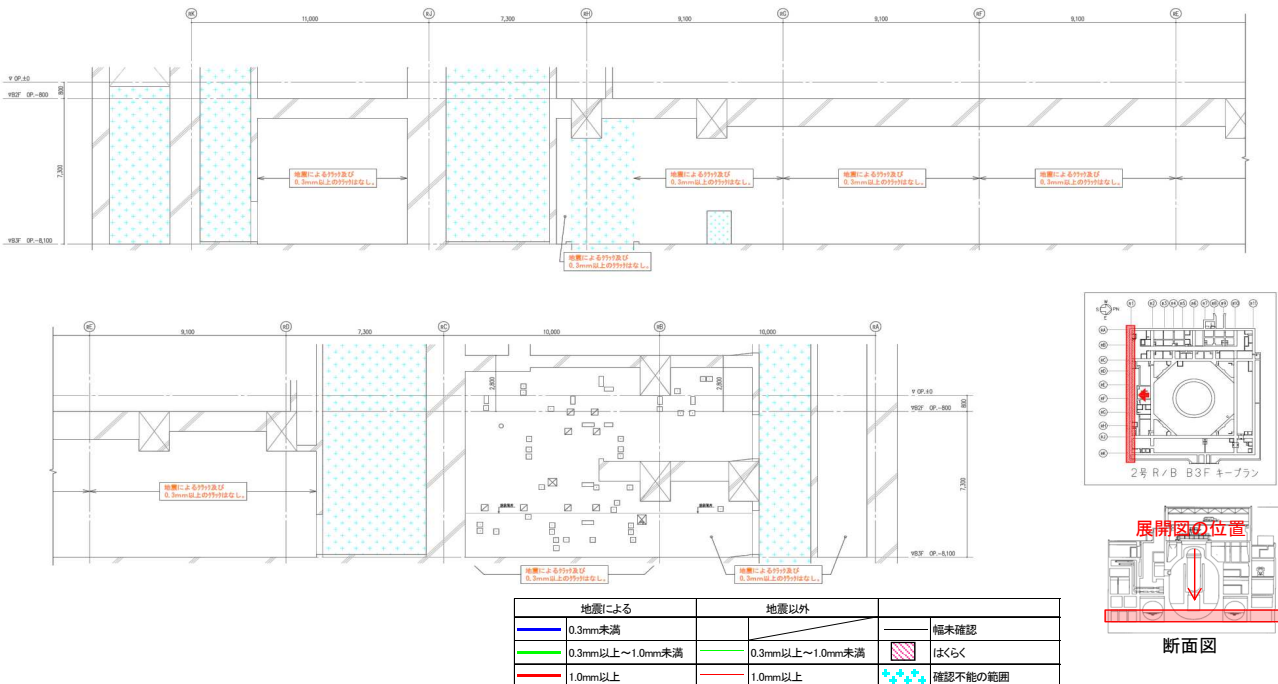 RK RJ RH RG RF RE
11,000 7,300 9,100 9,100 9,100
▽ OP.±0
800
▽B2F OP.-800
7,300
▽B3F OP.-8,100
地震によるクラック及び
0.3mm以上のクラックはなし。
地震によるクラック及び
0.3mm以上のクラックはなし。
地震によるクラック及び
0.3mm以上のクラックはなし。
地震によるクラック及び
0.3mm以上のクラックはなし。
地震によるクラック及び
0.3mm以上のクラックはなし。
RE RD RC RB RA
9,100 7,300 10,000 10,000
2,800 2,800
▽ OP.±0
800
▽B2F OP.-800
7,300
▽B3F OP.-8,100
地震によるクラック及び
0.3mm以上のクラックはなし。
地震によるクラック及び
0.3mm以上のクラックはなし。
地震によるクラック及び
0.3mm以上のクラックはなし。
2号 R/B B3F キープラン
展開図の位置
断面図
地震による 地震以外
0.3mm未満 幅未確認
0.3mm以上～1.0mm未満 0.3mm以上～1.0mm未満 はくらく
1.0mm以上 1.0mm以上 確認不能の範囲